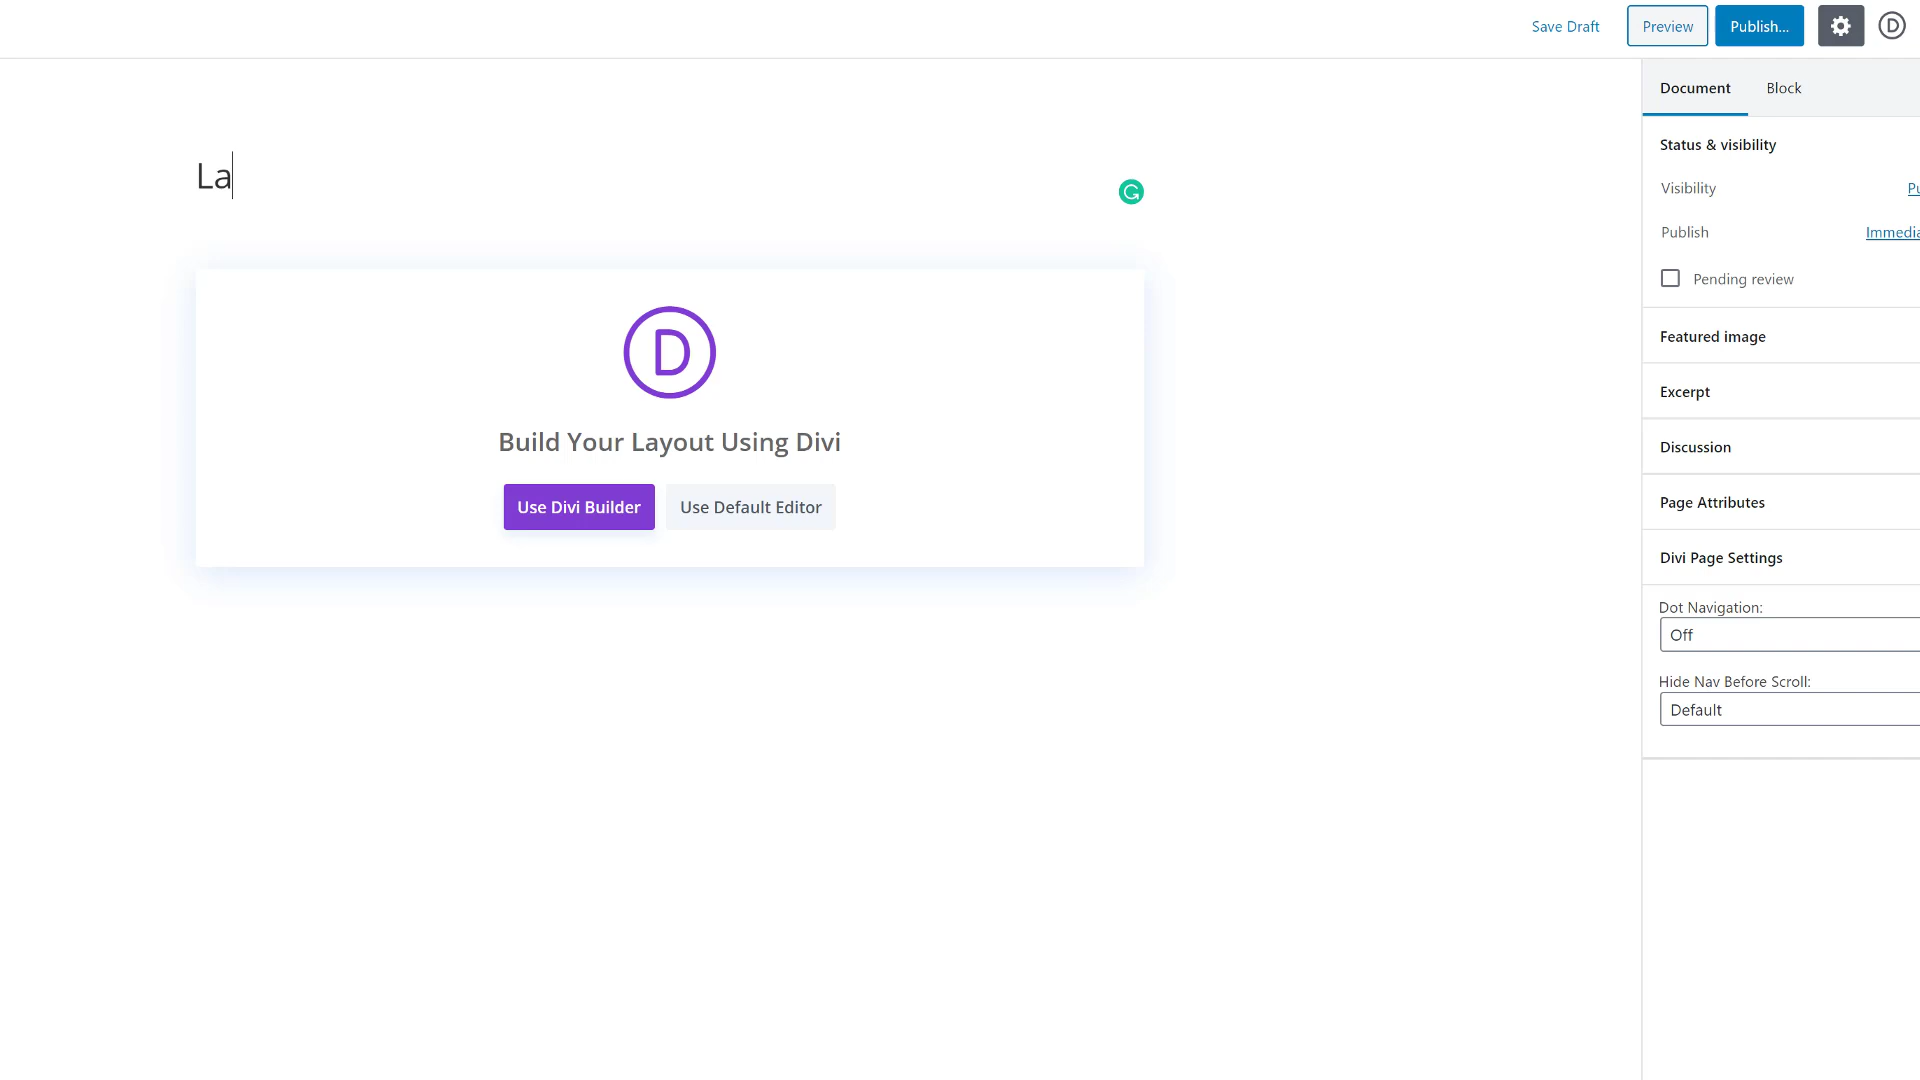 Save Draft
Preview
Publish...
D
Document
Block
La
Status & visibility
Visibility
Pu
Publish
Immedia
Pending review
D
Build Your Layout Using Divi
Use Divi Builder
Use Default Editor
Featured image
Excerpt
Discussion
Page Attributes
Divi Page Settings
Dot Navigation:
Off
Hide Nav Before Scroll:
Default